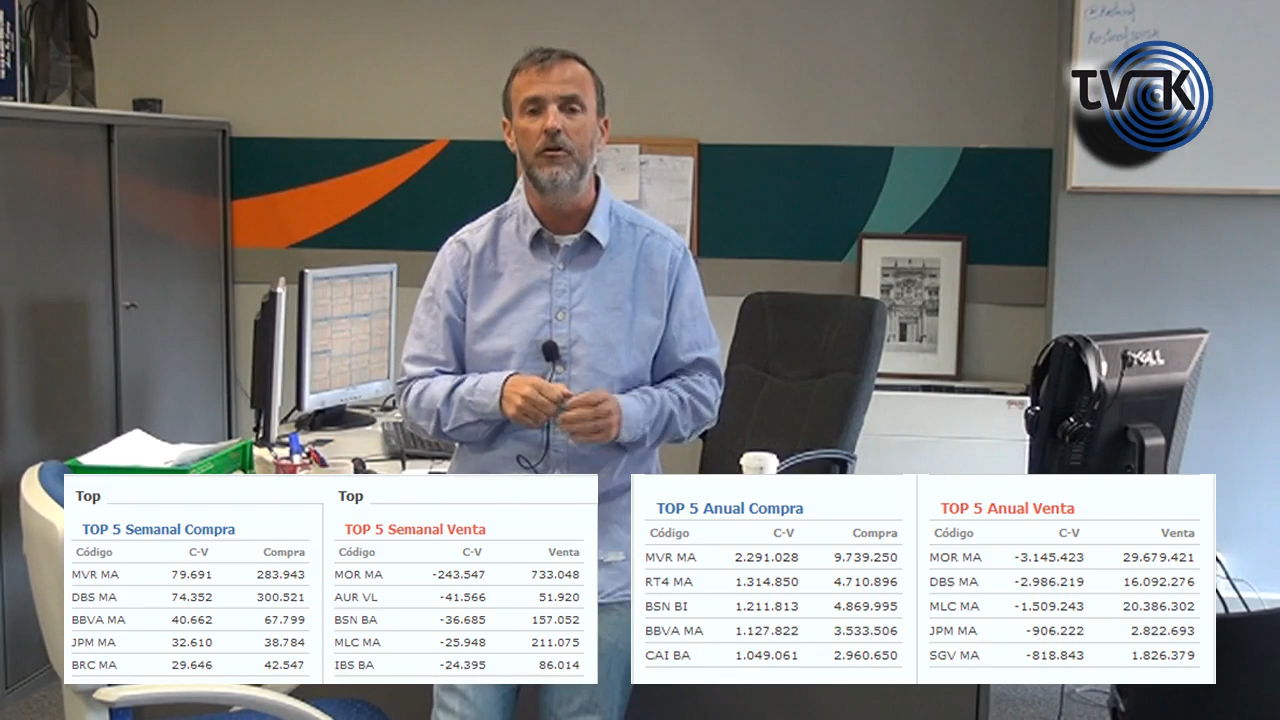 @Kostarof
TVK
DELL
Top
TOP 5 Semanal Compra
Código C-V Compra
MVR MA 79.691 283.943
DBS MA 74.352 300.521
BBVA MA 40.662 67.799
JPM MA 32.610 38.784
BRC MA 29.646 42.547
Top
TOP 5 Semanal Venta
Código C-V Venta
MOR MA -243.547 733.048
AUR VL -41.566 51.920
BSN BA -36.685 157.052
MLC MA -25.948 211.075
IBS BA -24.395 86.014
TOP 5 Anual Compra
Código C-V Compra
MVR MA 2.291.028 9.739.250
RT4 MA 1.314.850 4.710.896
BSN BI 1.211.813 4.869.995
BBVA MA 1.127.822 3.533.506
CAI BA 1.049.061 2.960.650
TOP 5 Anual Venta
Código C-V Venta
MOR MA -3.145.423 29.679.421
DBS MA -2.986.219 16.092.276
MLC MA -1.509.243 20.386.302
JPM MA -906.222 2.822.693
SGV MA -818.843 1.826.379